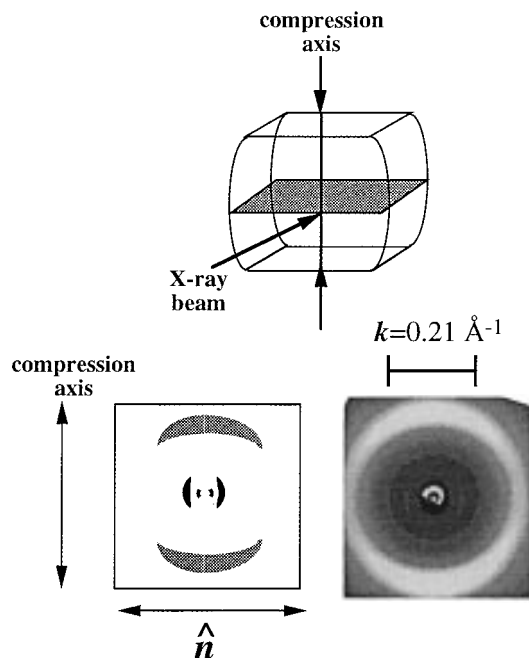 compression
axis
X-ray
beam
k=0.21 Å⁻¹
compression
axis
n̂